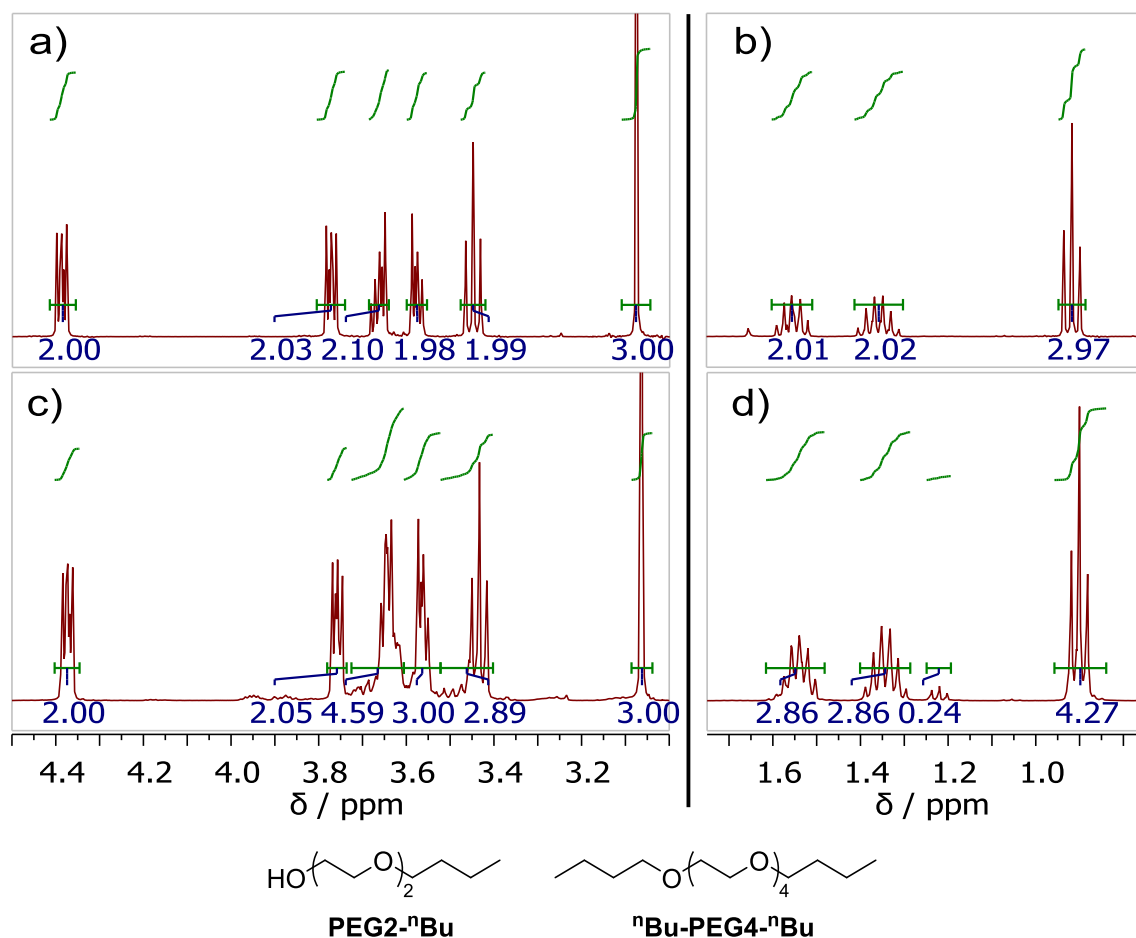 a)
b)
2.00 2.03 2.10 1.98 1.99 3.00
2.01 2.02 2.97
c)
d)
2.00 2.05 4.59 3.00 2.89 3.00
2.86 2.86 0.24 4.27
4.4 4.2 4.0 3.8 3.6 3.4 3.2
1.6 1.4 1.2 1.0
δ / ppm
δ / ppm
HO O 2
O O 4
PEG2-ⁿBu
ⁿBu-PEG4-ⁿBu